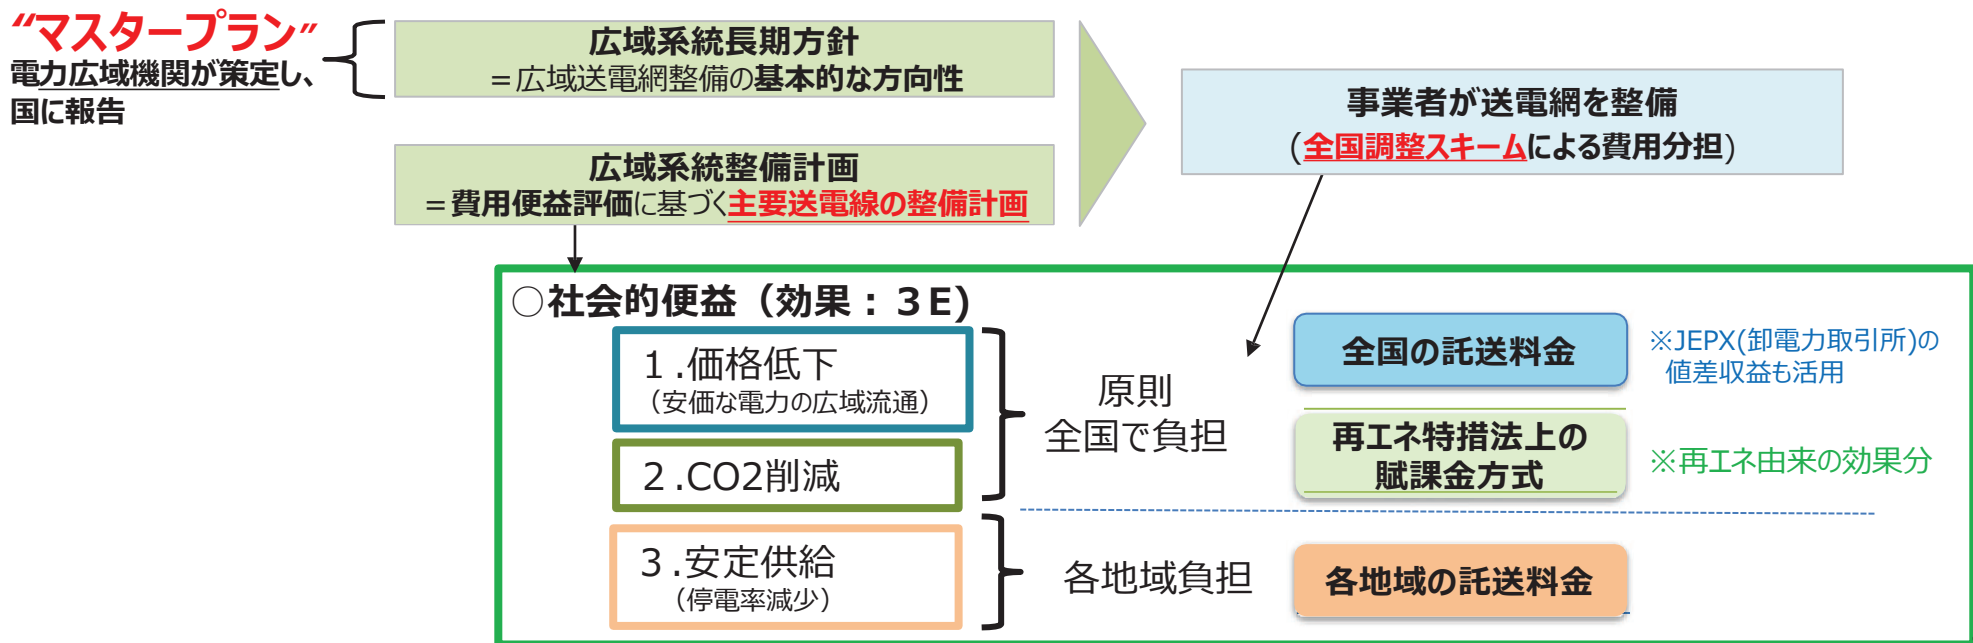 “マスタープラン”
電力広域機関が策定し、
国に報告
広域系統長期方針
＝広域送電網整備の基本的な方向性
広域系統整備計画
＝費用便益評価に基づく主要送電線の整備計画
事業者が送電網を整備
(全国調整スキームによる費用分担)
○社会的便益（効果：３E)
１.価格低下
（安価な電力の広域流通）
２.CO2削減
３.安定供給
（停電率減少）
原則
全国で負担
各地域負担
全国の託送料金
※JEPX(卸電力取引所)の
値差収益も活用
再エネ特措法上の
賦課金方式
※再エネ由来の効果分
各地域の託送料金